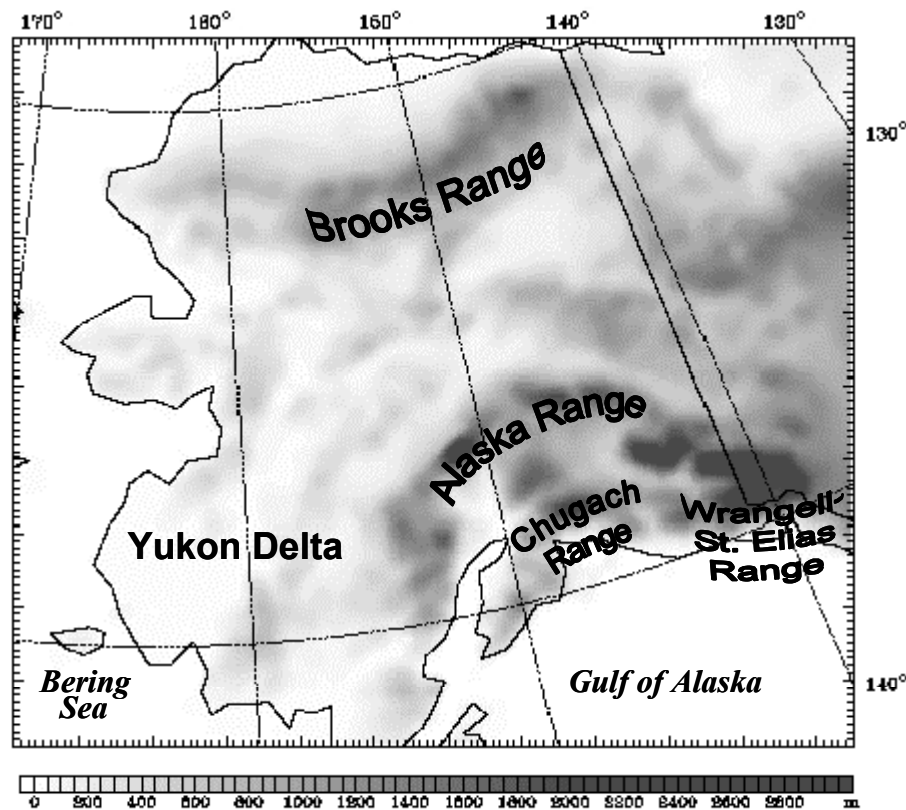 170° 180° 150° 140° 130°
130°
Brooks Range
Alaska Range
Chugach
Range
Wrangell-
St. Elias
Range
Yukon Delta
Bering
Sea
Gulf of Alaska
140°
0 200 400 600 800 1000 1200 1400 1600 1800 2000 2200 2400 2600 2800 m